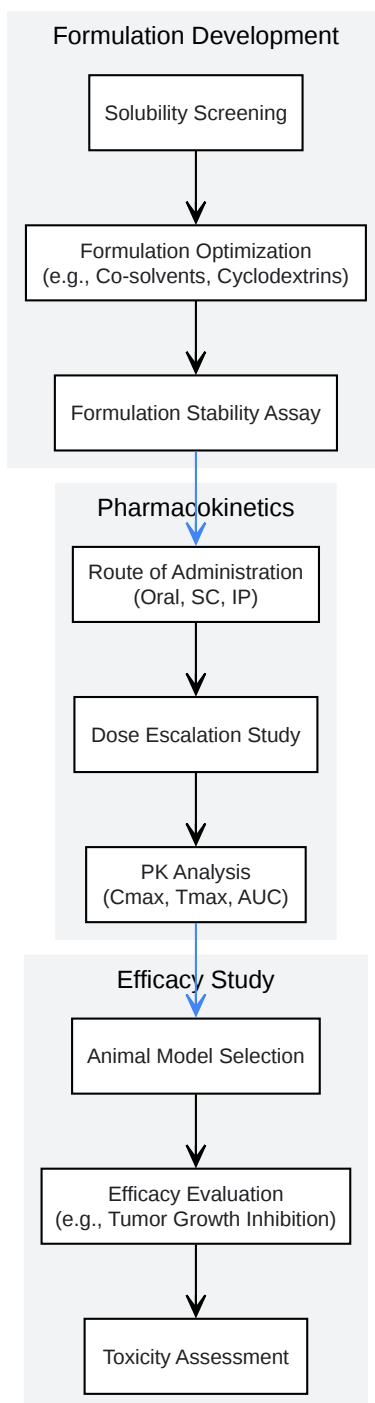 Formulation Development
Solubility Screening
Formulation Optimization
(e.g., Co-solvents, Cyclodextrins)
Formulation Stability Assay
Pharmacokinetics
Route of Administration
(Oral, SC, IP)
Dose Escalation Study
PK Analysis
(Cmax, Tmax, AUC)
Efficacy Study
Animal Model Selection
Efficacy Evaluation
(e.g., Tumor Growth Inhibition)
Toxicity Assessment